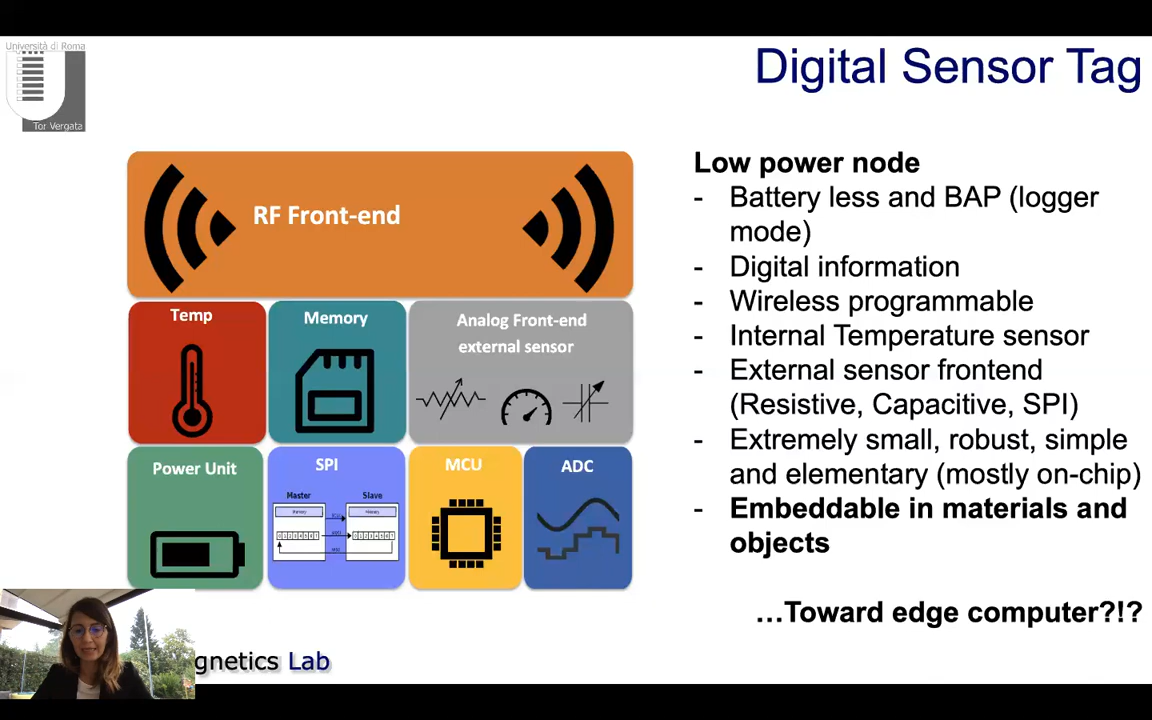 Università di Roma
Tor Vergata
Digital Sensor Tag
RF Front-end
Temp
Memory
Analog Front-end
external sensor
Power Unit
SPI
Master
Slave
Memory
Memory
MCU
ADC
Low power node
- Battery less and BAP (logger
mode)
- Digital information
- Wireless programmable
- Internal Temperature sensor
- External sensor frontend
(Resistive, Capacitive, SPI)
- Extremely small, robust, simple
and elementary (mostly on-chip)
- Embeddable in materials and
objects
…Toward edge computer?!?
gnetics Lab